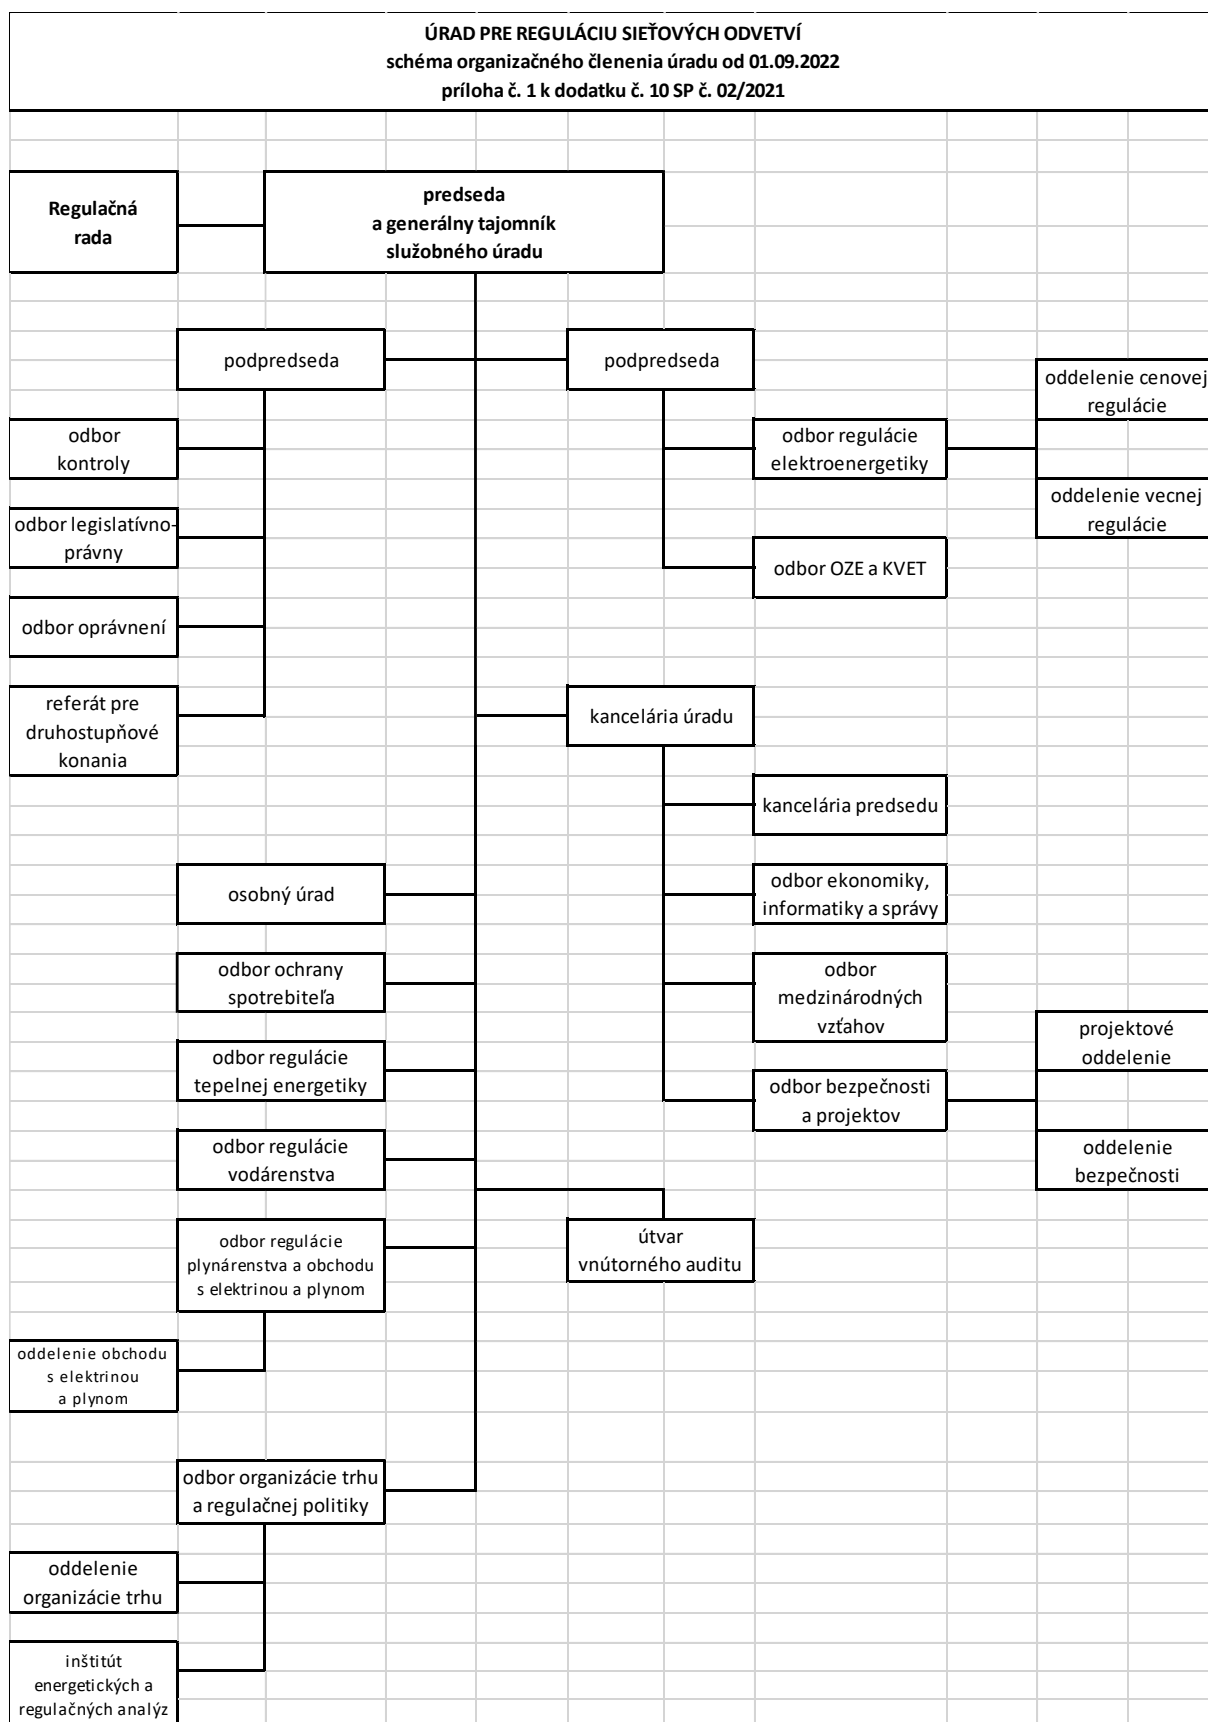 ÚRAD PRE REGULÁCIU SIEŤOVÝCH ODVETVÍ
schéma organizačného členenia úradu od 01.09.2022
príloha č. 1 k dodatku č. 10 SP č. 02/2021
Regulačná
rada
predseda
a generálny tajomník
služobného úradu
podpredseda
podpredseda
oddelenie cenovej
regulácie
odbor
kontroly
odbor regulácie
elektroenergetiky
oddelenie vecnej
regulácie
odbor legislatívno-
právny
odbor OZE a KVET
odbor oprávnení
referát pre
druhostupňové
konania
kancelária úradu
kancelária predsedu
osobný úrad
odbor ekonomiky,
informatiky a správy
odbor ochrany
spotrebiteľa
odbor
medzinárodných
vzťahov
projektové
oddelenie
odbor regulácie
tepelnej energetiky
odbor bezpečnosti
a projektov
odbor regulácie
vodárenstva
oddelenie
bezpečnosti
odbor regulácie
plynárenstva a obchodu
s elektrinou a plynom
útvar
vnútorného auditu
oddelenie obchodu
s elektrinou
a plynom
odbor organizácie trhu
a regulačnej politiky
oddelenie
organizácie trhu
inštitút
energetických a
regulačných analýz